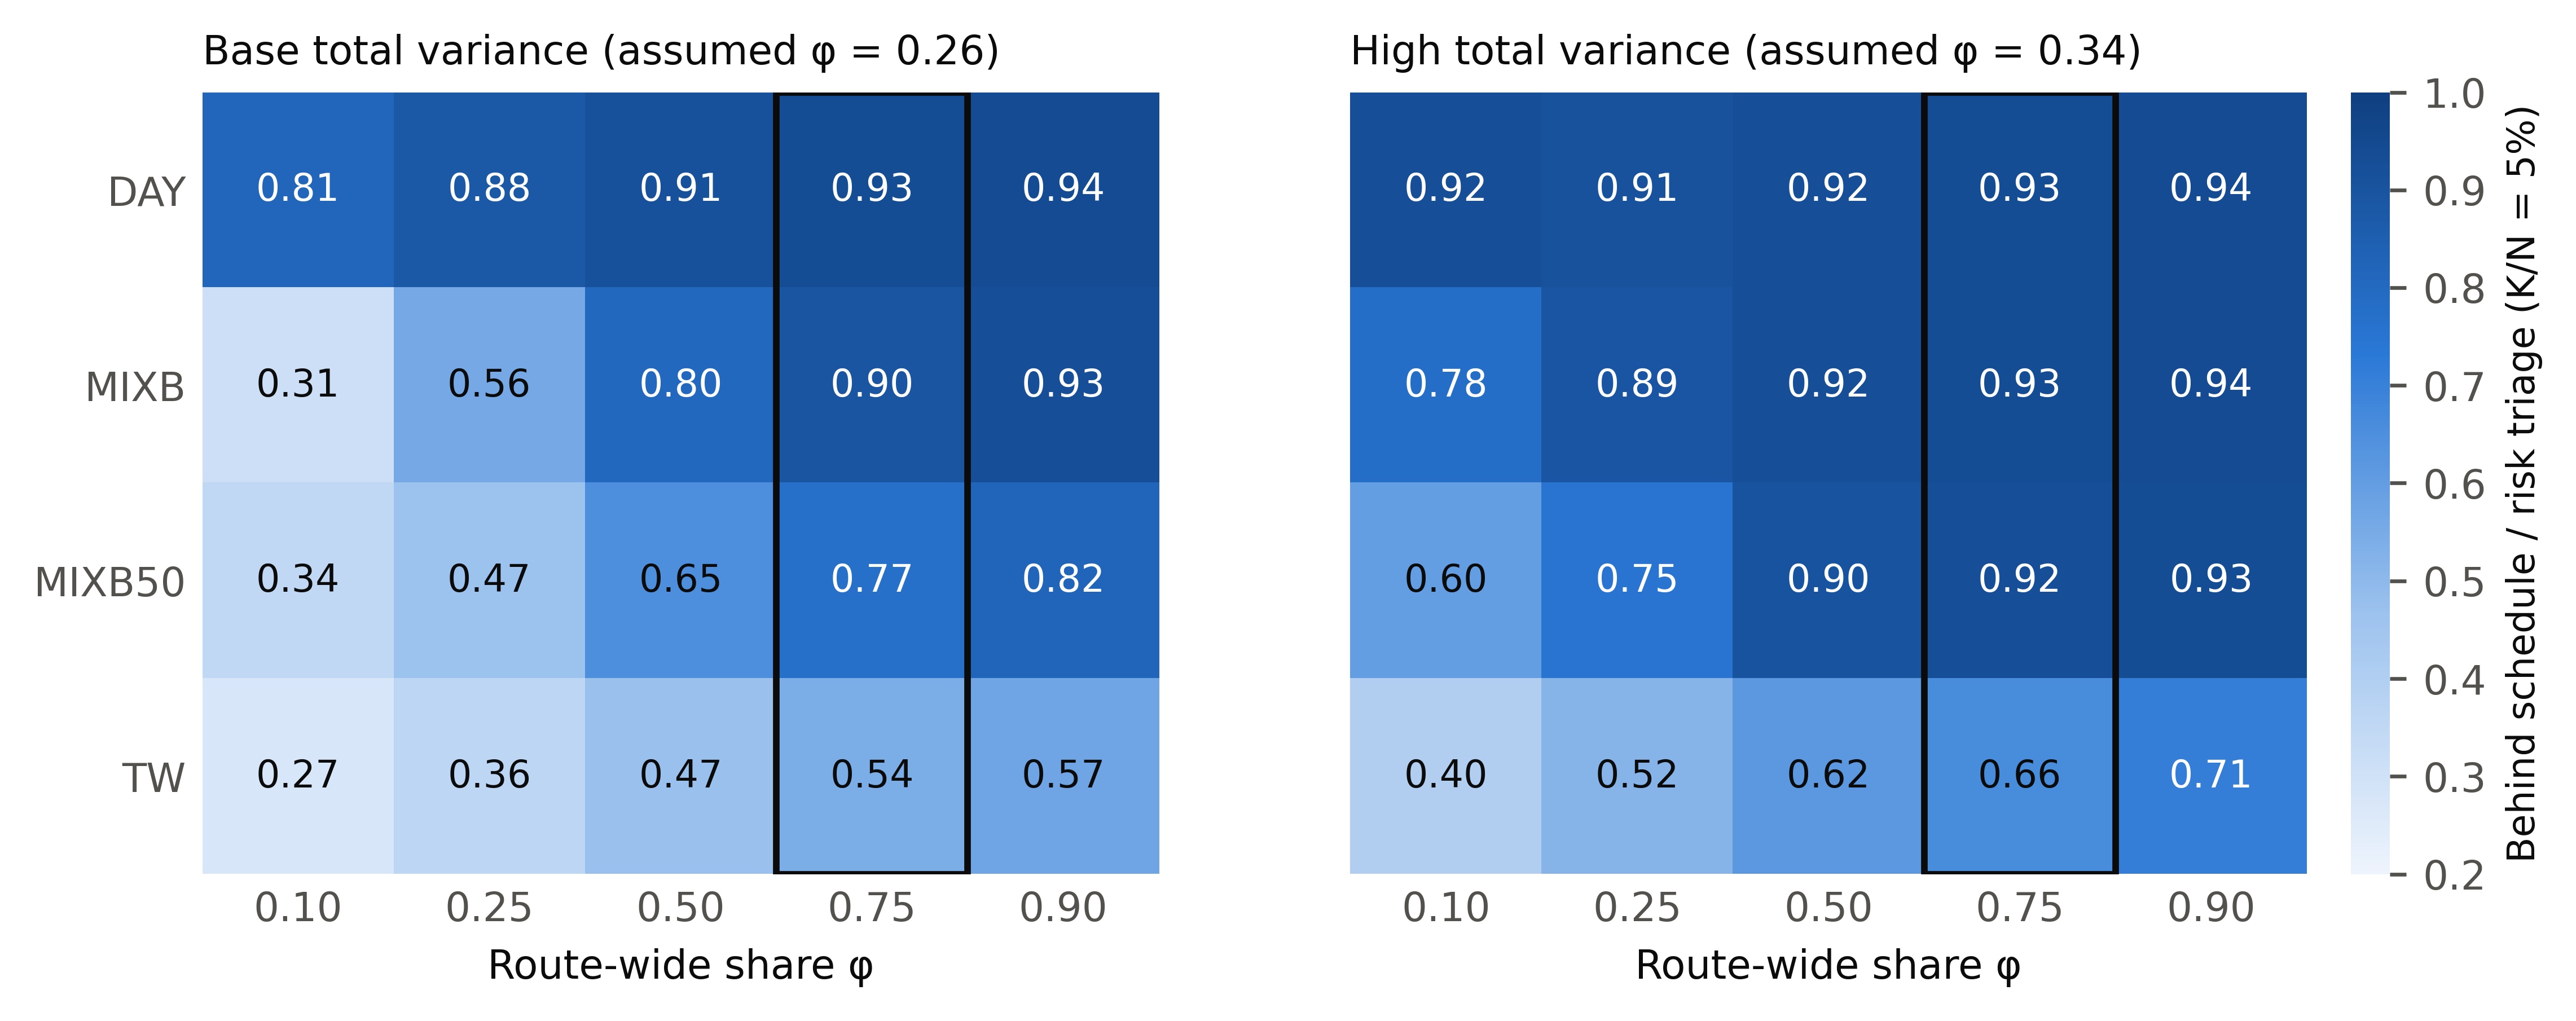 Base total variance (assumed φ = 0.26)
High total variance (assumed φ = 0.34)
DAY
0.81 0.88 0.91 0.93 0.94
0.92 0.91 0.92 0.93 0.94
MIXB
0.31 0.56 0.80 0.90 0.93
0.78 0.89 0.92 0.93 0.94
MIXB50
0.34 0.47 0.65 0.77 0.82
0.60 0.75 0.90 0.92 0.93
TW
0.27 0.36 0.47 0.54 0.57
0.40 0.52 0.62 0.66 0.71
0.10 0.25 0.50 0.75 0.90
0.10 0.25 0.50 0.75 0.90
Route-wide share φ
Route-wide share φ
1.0
0.9
0.8
0.7
0.6
0.5
0.4
0.3
0.2
Behind schedule / risk triage (K/N = 5%)